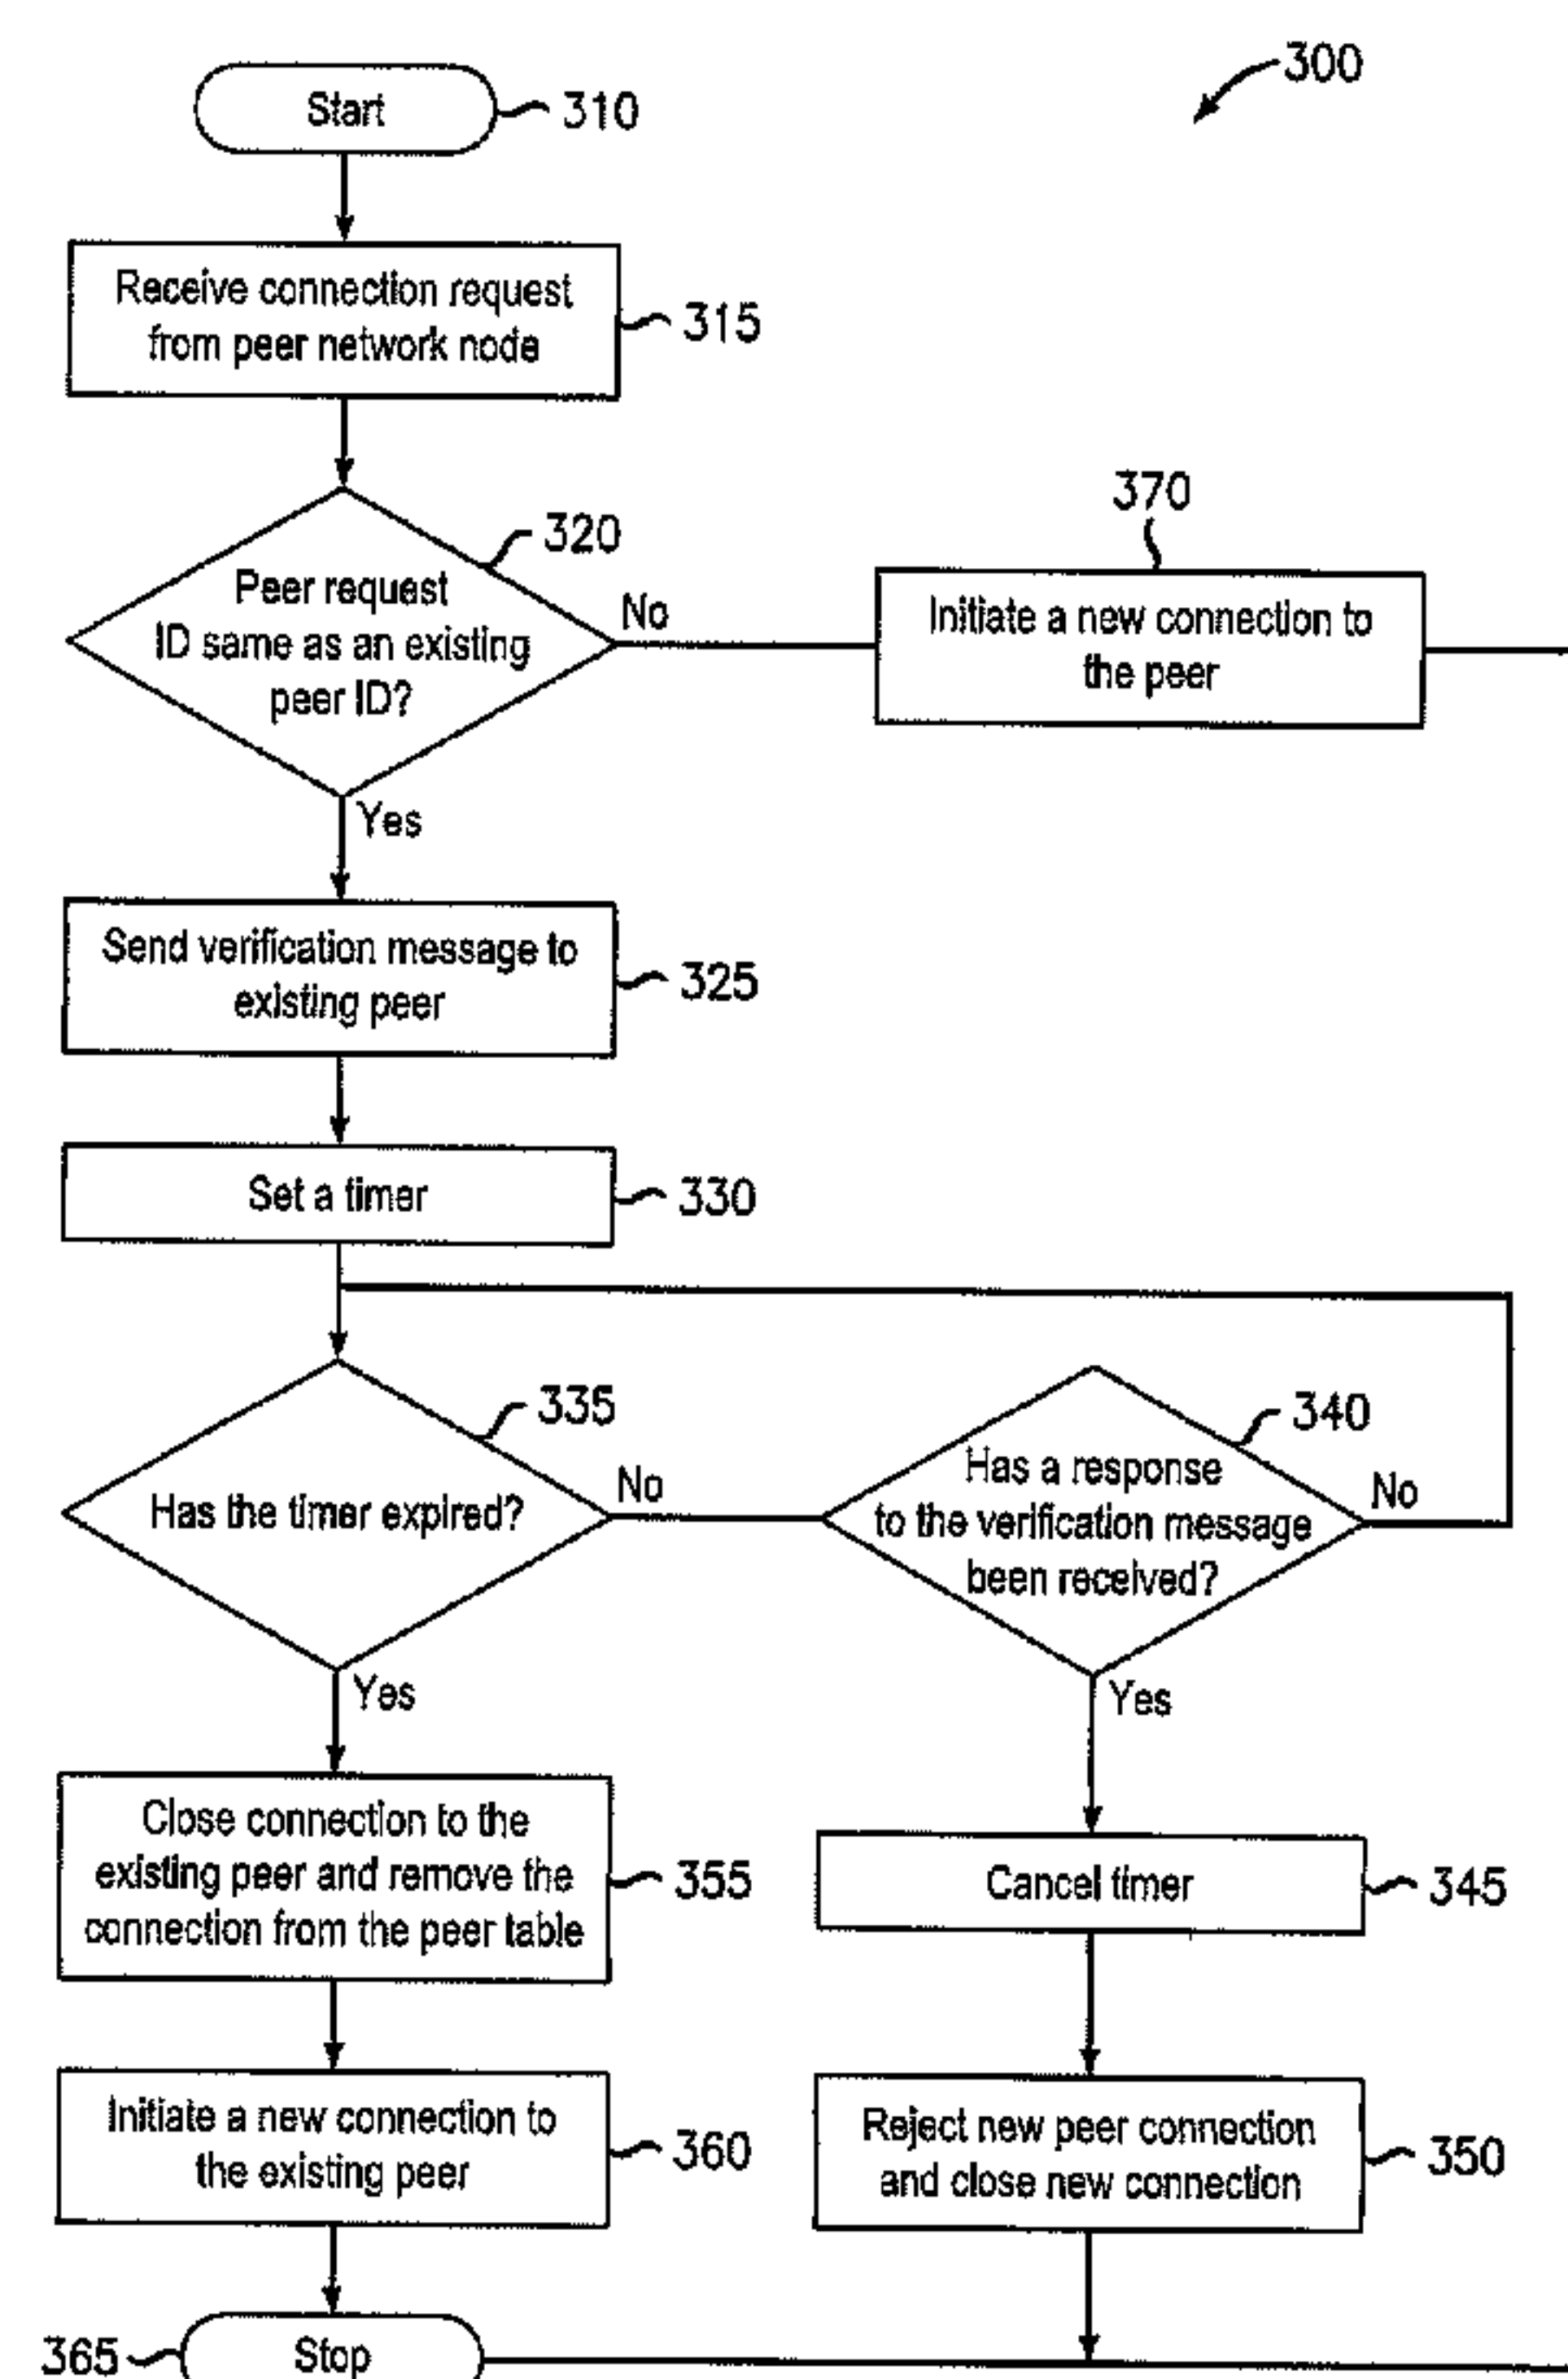 300
Start
310
Receive connection request
from peer network node
315
320
Peer request
ID same as an existing
peer ID?
No
370
Initiate a new connection to
the peer
Yes
Send verification message to
existing peer
325
Set a timer
330
335
Has the timer expired?
No
340
Has a response
to the verification message
been received?
No
Yes
Yes
Close connection to the
existing peer and remove the
connection from the peer table
355
Cancel timer
345
Initiate a new connection to
the existing peer
360
Reject new peer connection
and close new connection
350
365
Stop